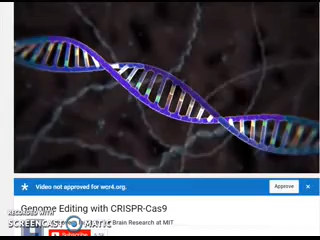 Video not approved for wcr4.org.
Approve
Genome Editing with CRISPR-Cas9
RECORDED WITH
SCREENCAST MATIC
Brain Research at MIT
Subscribe